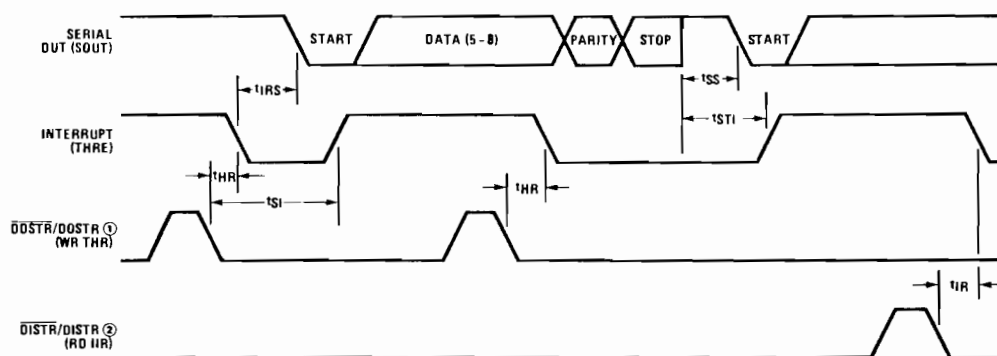 SERIAL
OUT (SOUT)
START
DATA (5-8)
PARITY
STOP
START
tIRS
tSS
tSTI
INTERRUPT
(THRE)
tHR
tSI
tHR
DOSTR/DOSTR ①
(WR THR)
tIR
DISTR/DISTR ②
(RD IIR)